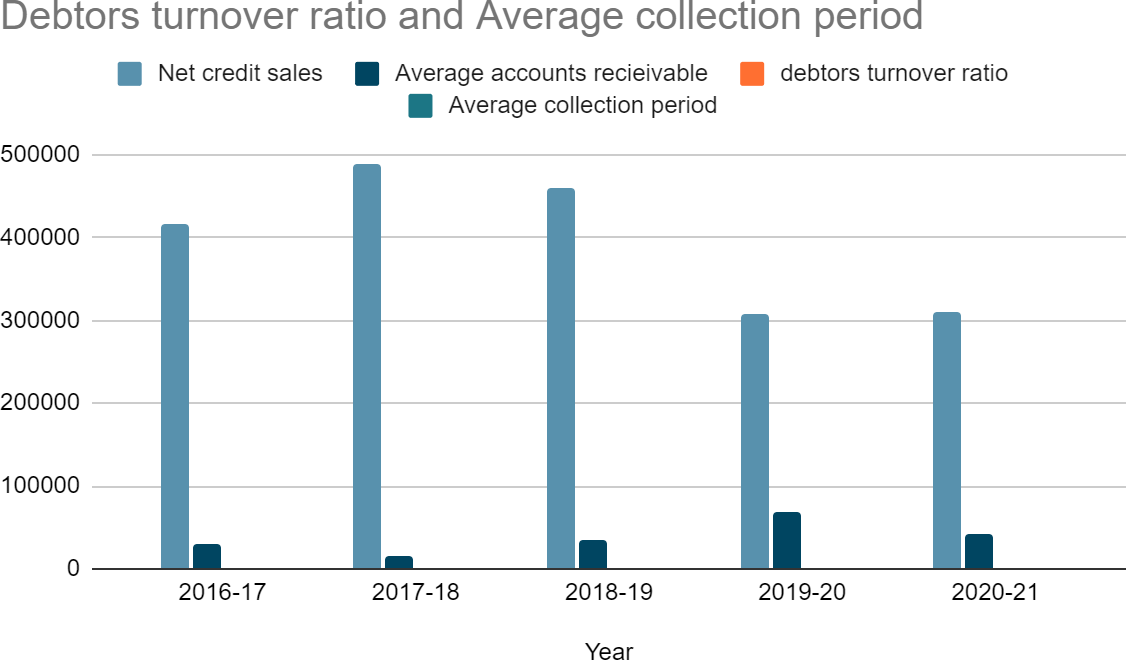 Debtors turnover ratio and Average collection period
Net credit sales Average accounts recieivable debtors turnover ratio
Average collection period
500000
400000
300000
200000
100000
0
2016-17 2017-18 2018-19 2019-20 2020-21
Year